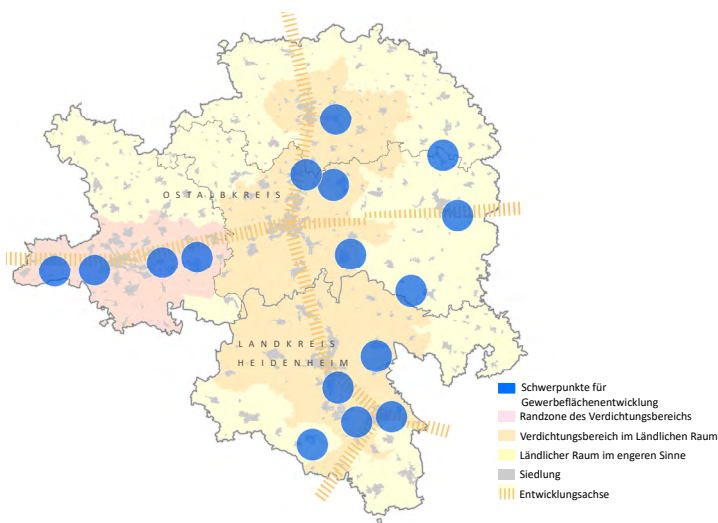 OSTALBKREIS
LANDKREIS
HEIDENHEIM
Schwerpunkte für
Gewerbeflächenentwicklung
Randzone des Verdichtungsbereichs
Verdichtungsbereich im Ländlichen Raum
Ländlicher Raum im engeren Sinne
Siedlung
Entwicklungsachse